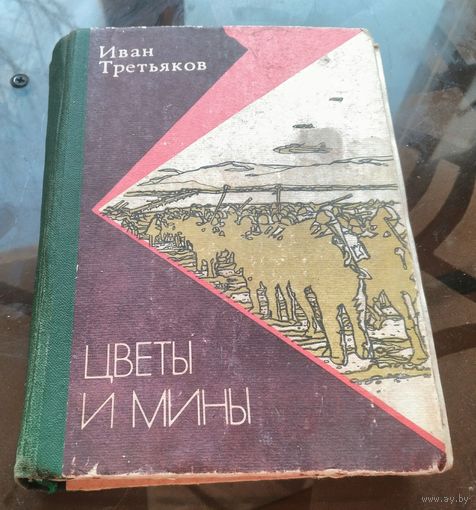 Иван
Третьяков
ЦВЕТЫ
И МИНЫ
www.ay.by